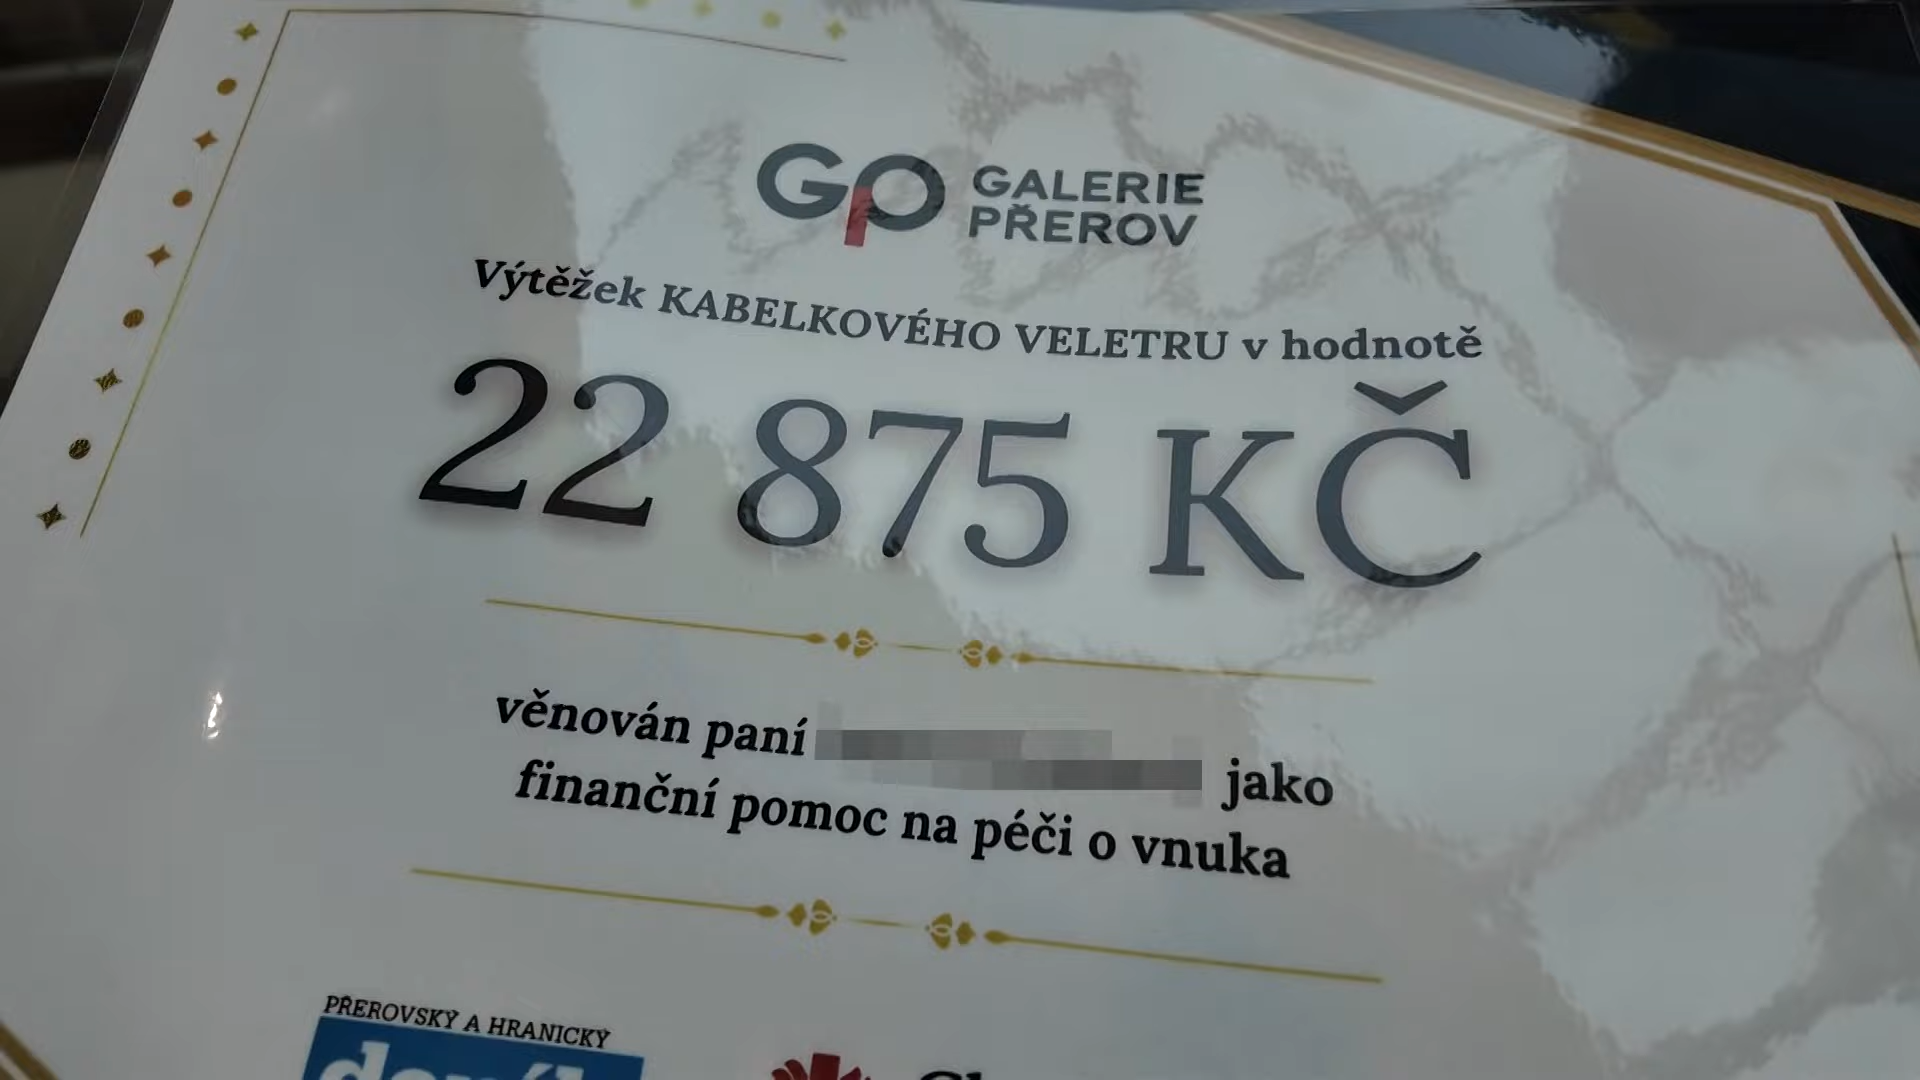 GP GALERIE
PŘEROV
Výtěžek KABELKOVÉHO VELETRU v hodnotě
22 875 KČ
věnován paní jako
finanční pomoc na péči o vnuka
PŘEROVSKÝ A HRANICKÝ